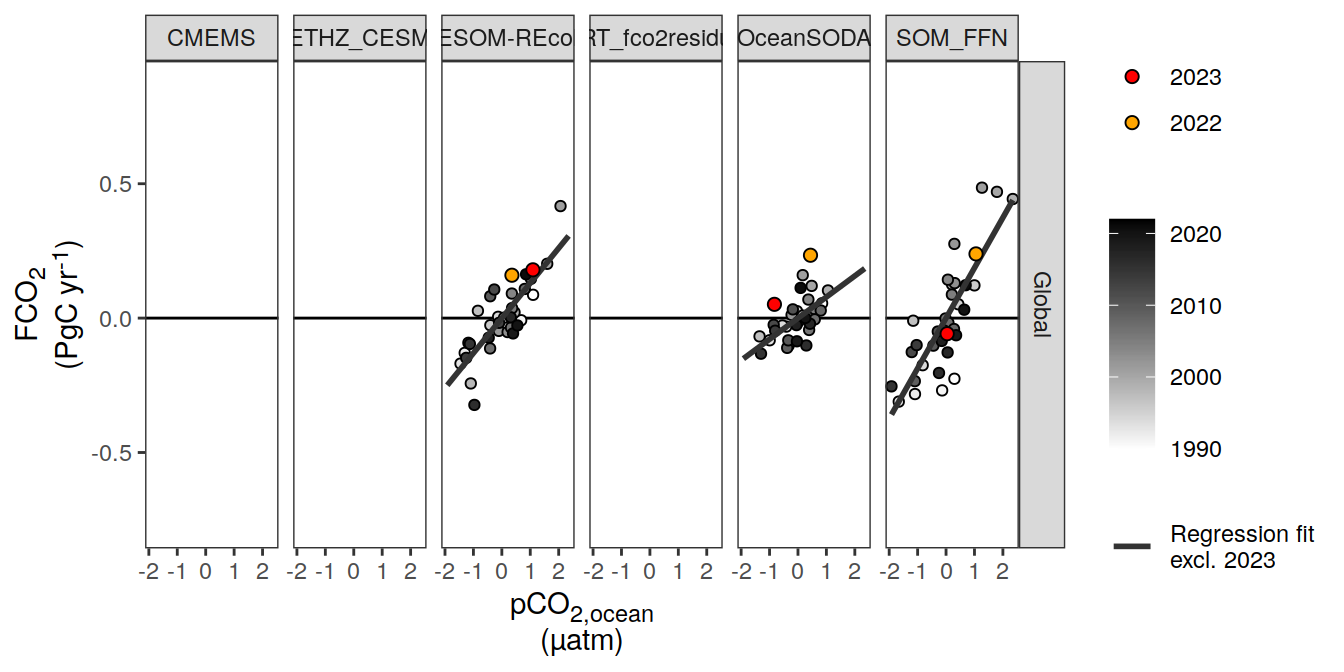 CMEMS
ETHZ_CESM
ESOM-REco
RT_fco2resid
OceanSODA
SOM_FFN
2023
2022
0.5
0.0
-0.5
FCO2
(PgC yr-1)
Global
2020
2010
2000
1990
Regression fit
excl. 2023
-2 -1 0 1 2 -2 -1 0 1 2 -2 -1 0 1 2 -2 -1 0 1 2 -2 -1 0 1 2 -2 -1 0 1 2
pCO2,ocean
(µatm)